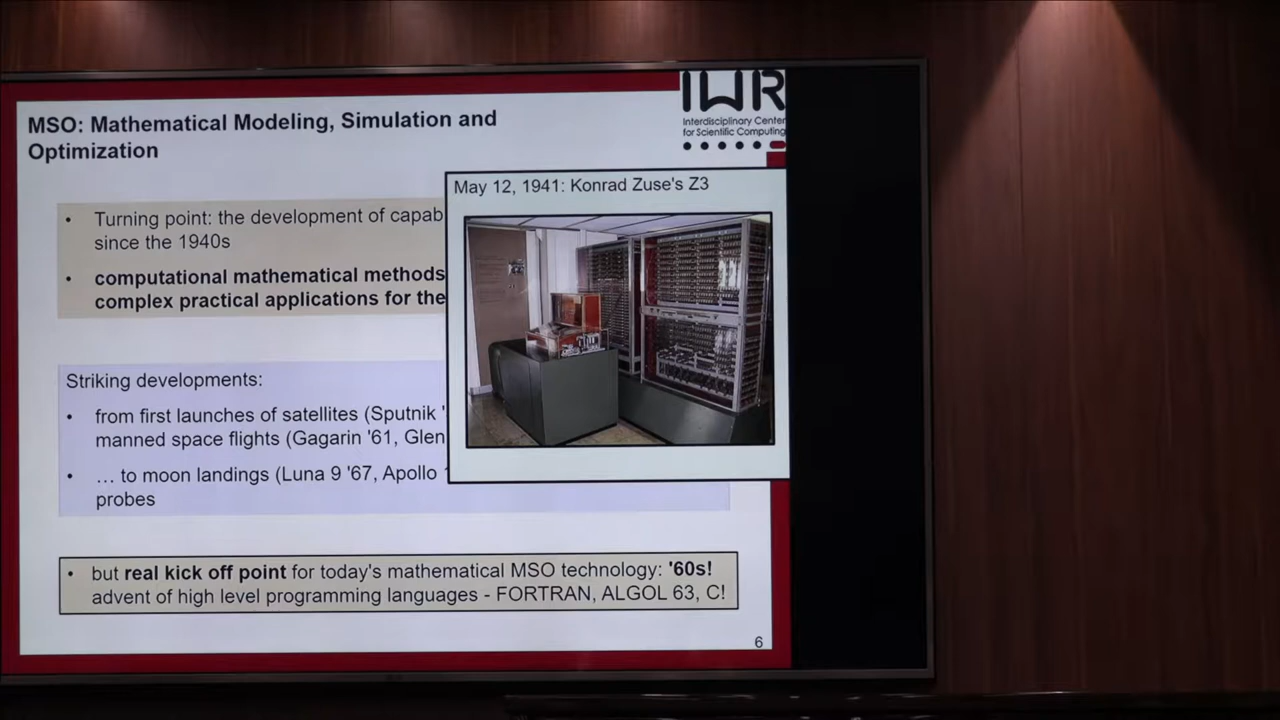 MSO: Mathematical Modeling, Simulation and
Optimization
IWR
Interdisciplinary Center
for Scientific Computing
May 12, 1941: Konrad Zuse's Z3
• Turning point: the development of capab
since the 1940s
• computational mathematical methods
complex practical applications for the
Striking developments:
• from first launches of satellites (Sputnik '
manned space flights (Gagarin '61, Glen
• … to moon landings (Luna 9 '67, Apollo
probes
• but real kick off point for today's mathematical MSO technology: '60s!
advent of high level programming languages - FORTRAN, ALGOL 63, C!
6